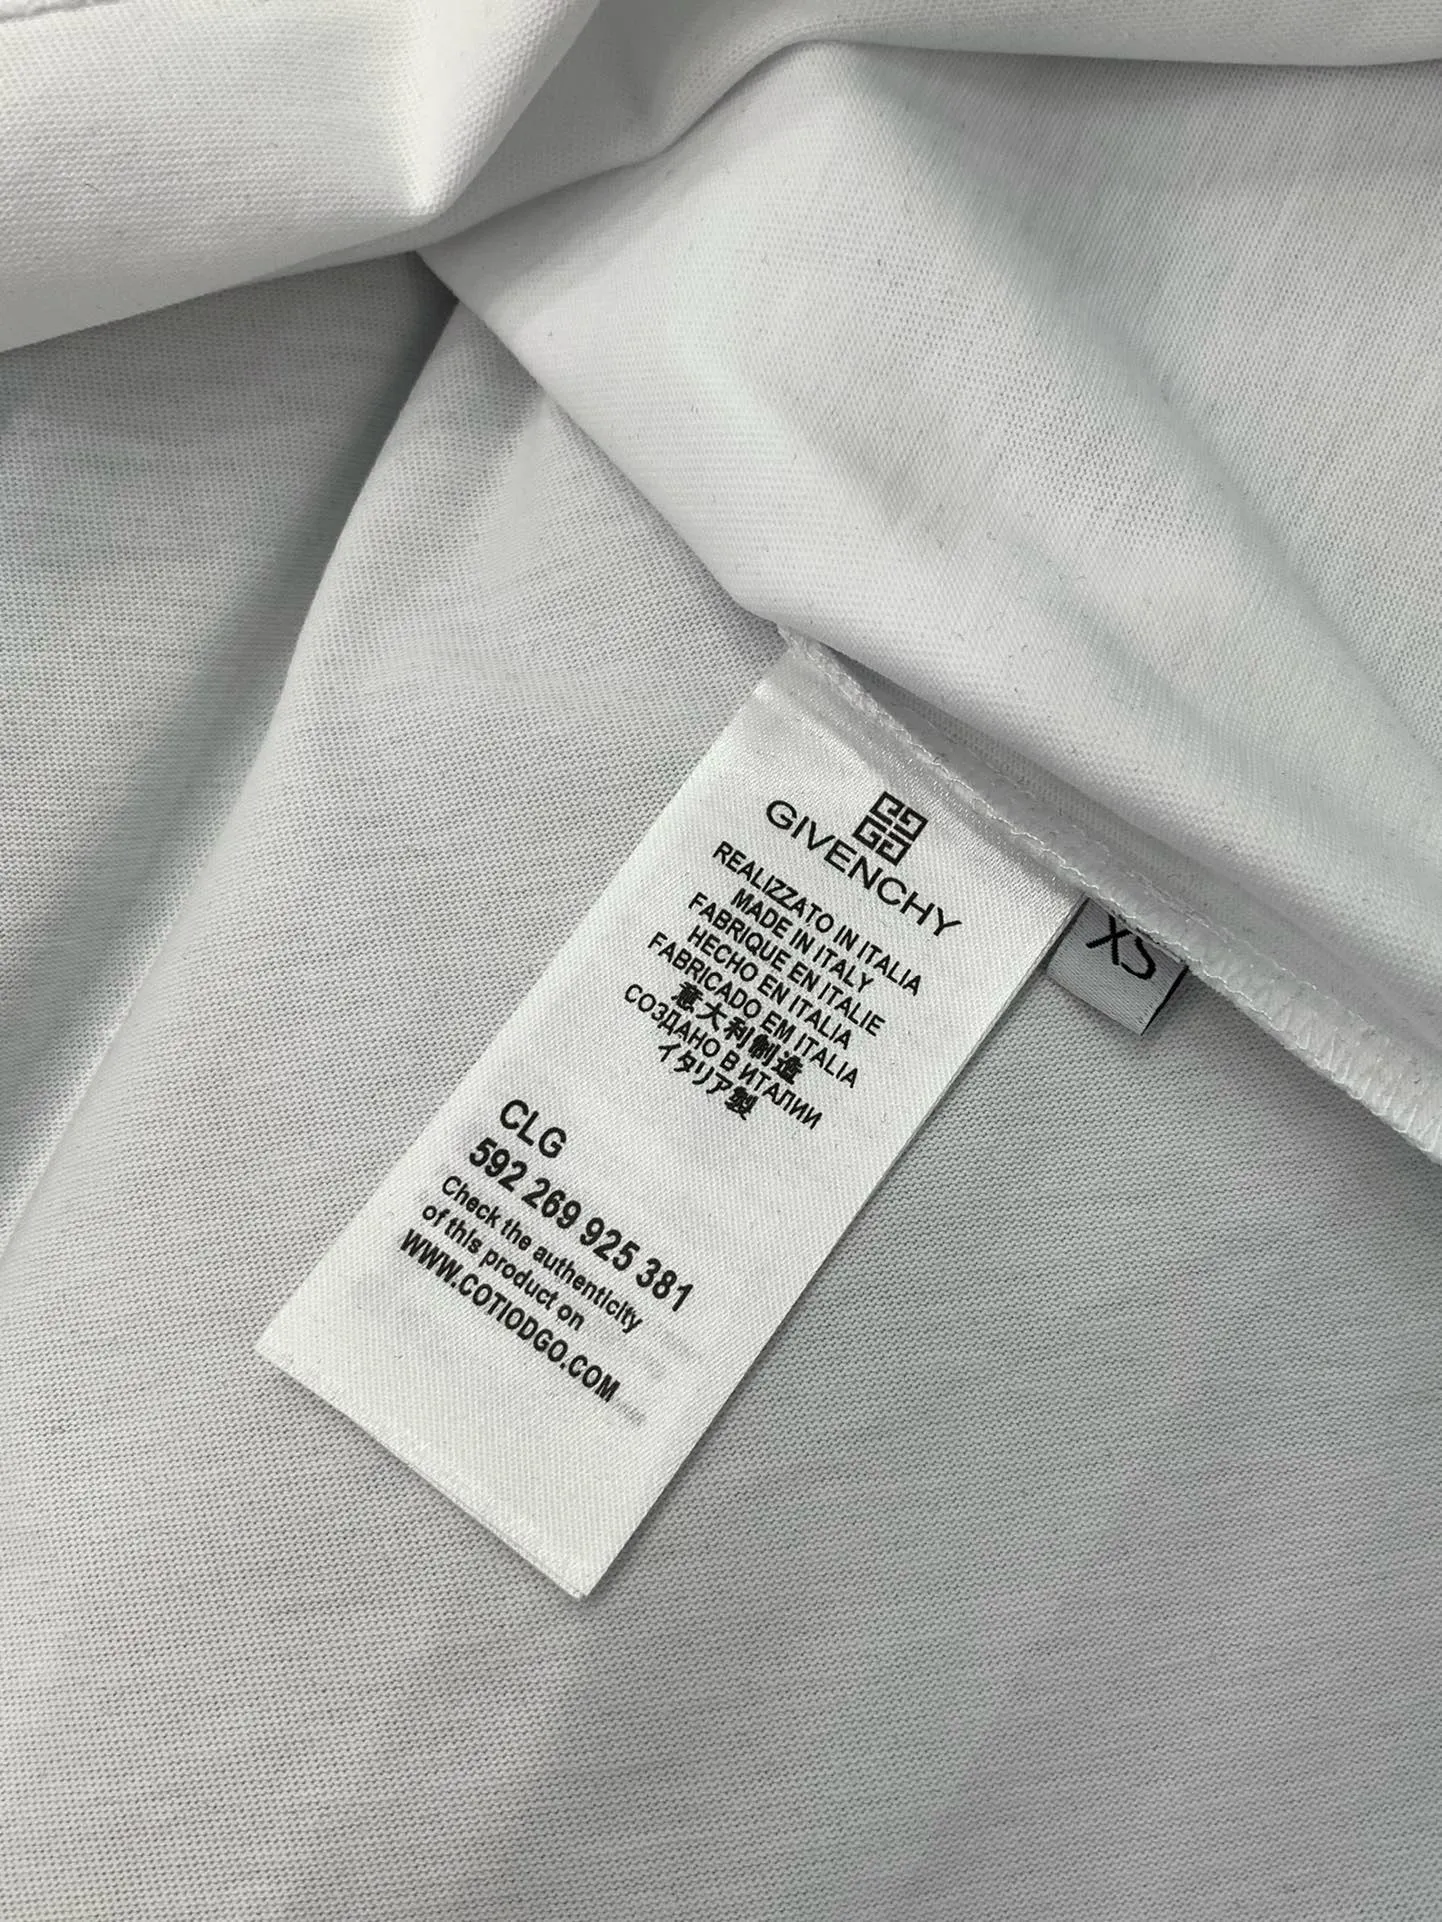 GIVENCHY
REALIZZATO IN ITALIA
MADE IN ITALY
FABRIQUE EN ITALIE
HECHO EN ITALIA
FABRICADO EM ITALIA
意大利制造
СОЗДАНО В ИТАЛИИ
イタリア製
CLG
592 269 925 381
Check the authenticity
of this product on
WWW.COTIODGO.COM
XS